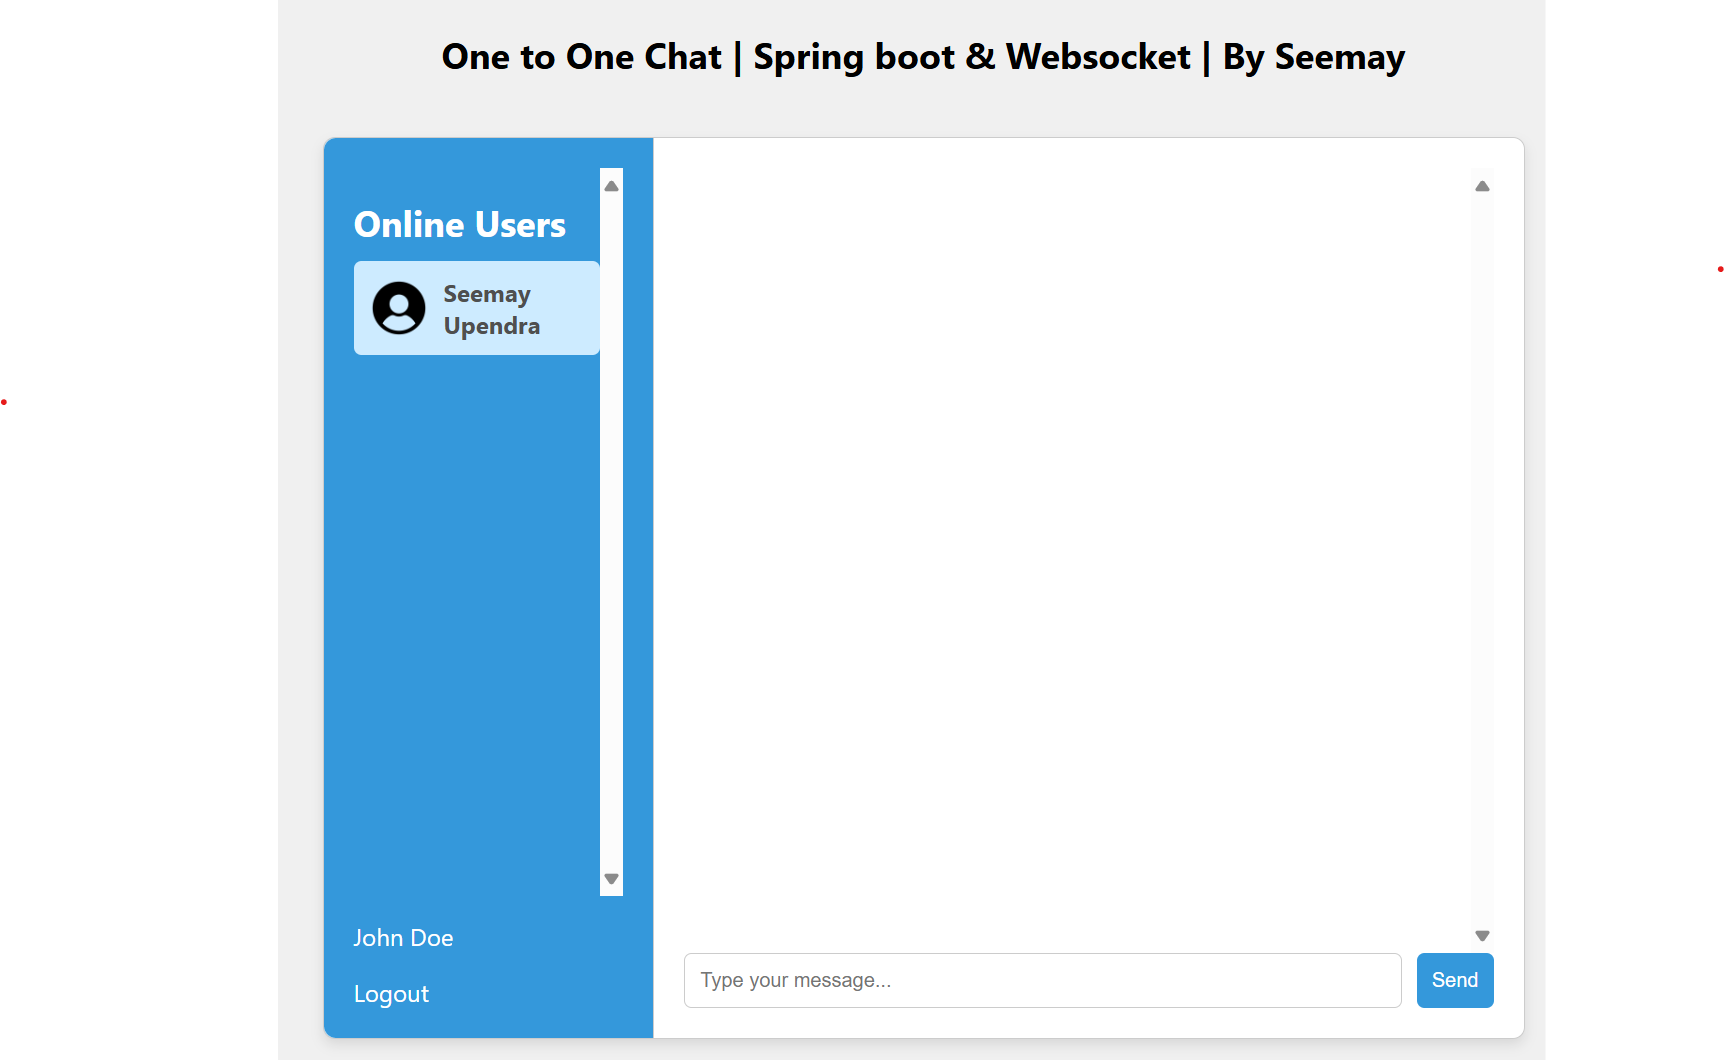 One to One Chat | Spring boot & Websocket | By Seemay
Online Users
Seemay
Upendra
John Doe
Logout
Type your message...
Send